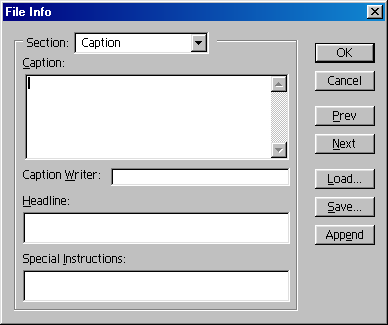 File Info
Section: Caption
OK
Caption:
Cancel
Prev
Next
Caption Writer:
Load...
Headline:
Save...
Append
Special Instructions: